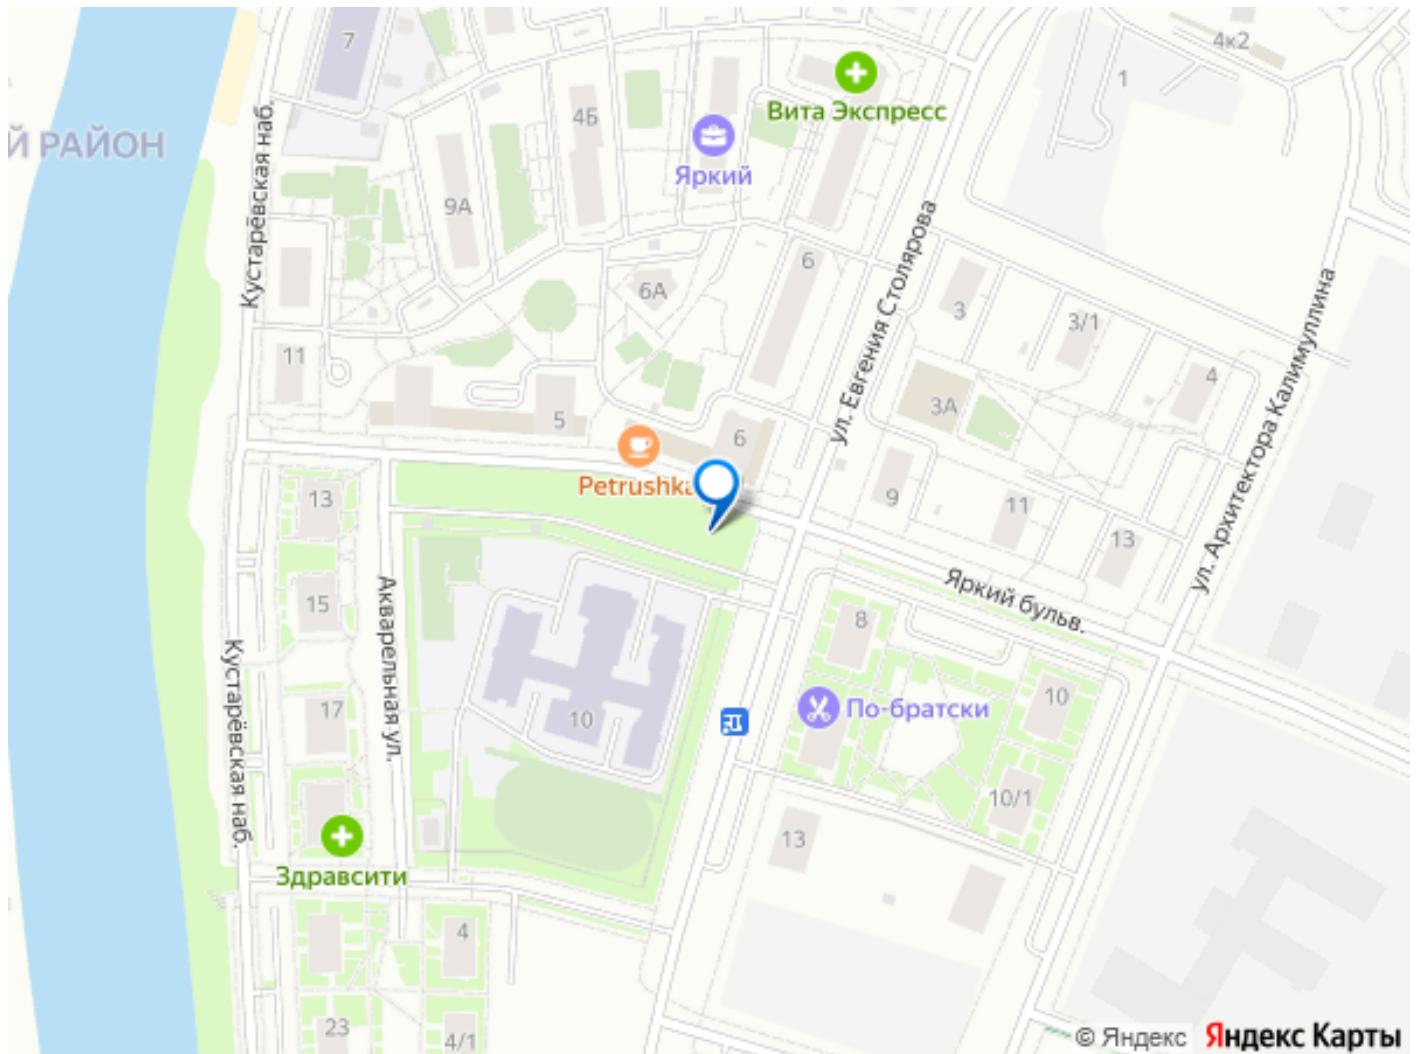 7
4к2
1
Вита Экспресс
4Б
Й РАЙОН
Яркий
Кустарёвская наб.
9А
ул. Евгения Столярова
6
6А
3
3/1
ул. Архитектора Калимуллина
11
4
3А
5
6
Petrushka
9
11
13
13
Яркий бульв.
15
Акварельная ул.
8
Кустарёвская наб.
17
10
По-братски
10
10/1
13
Здравсити
4
23
4/1
© Яндекс
Яндекс Карты